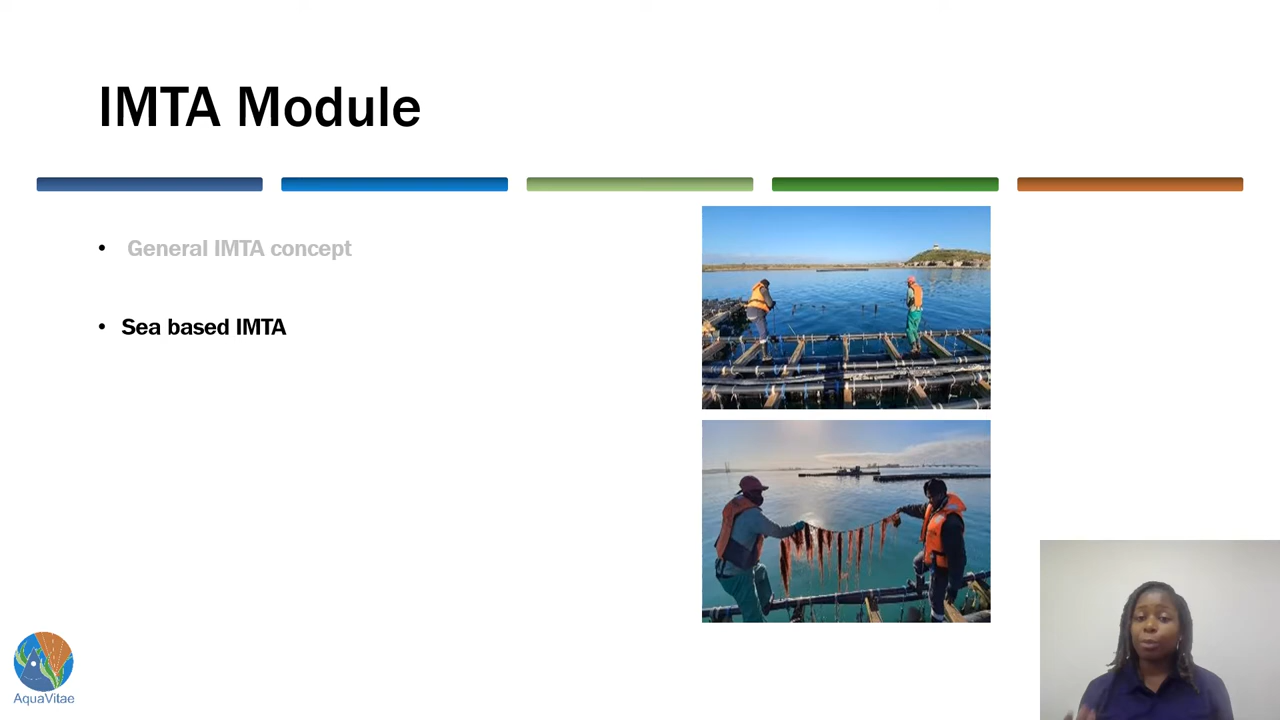 IMTA Module
• General IMTA concept
• Sea based IMTA
AquaVitae